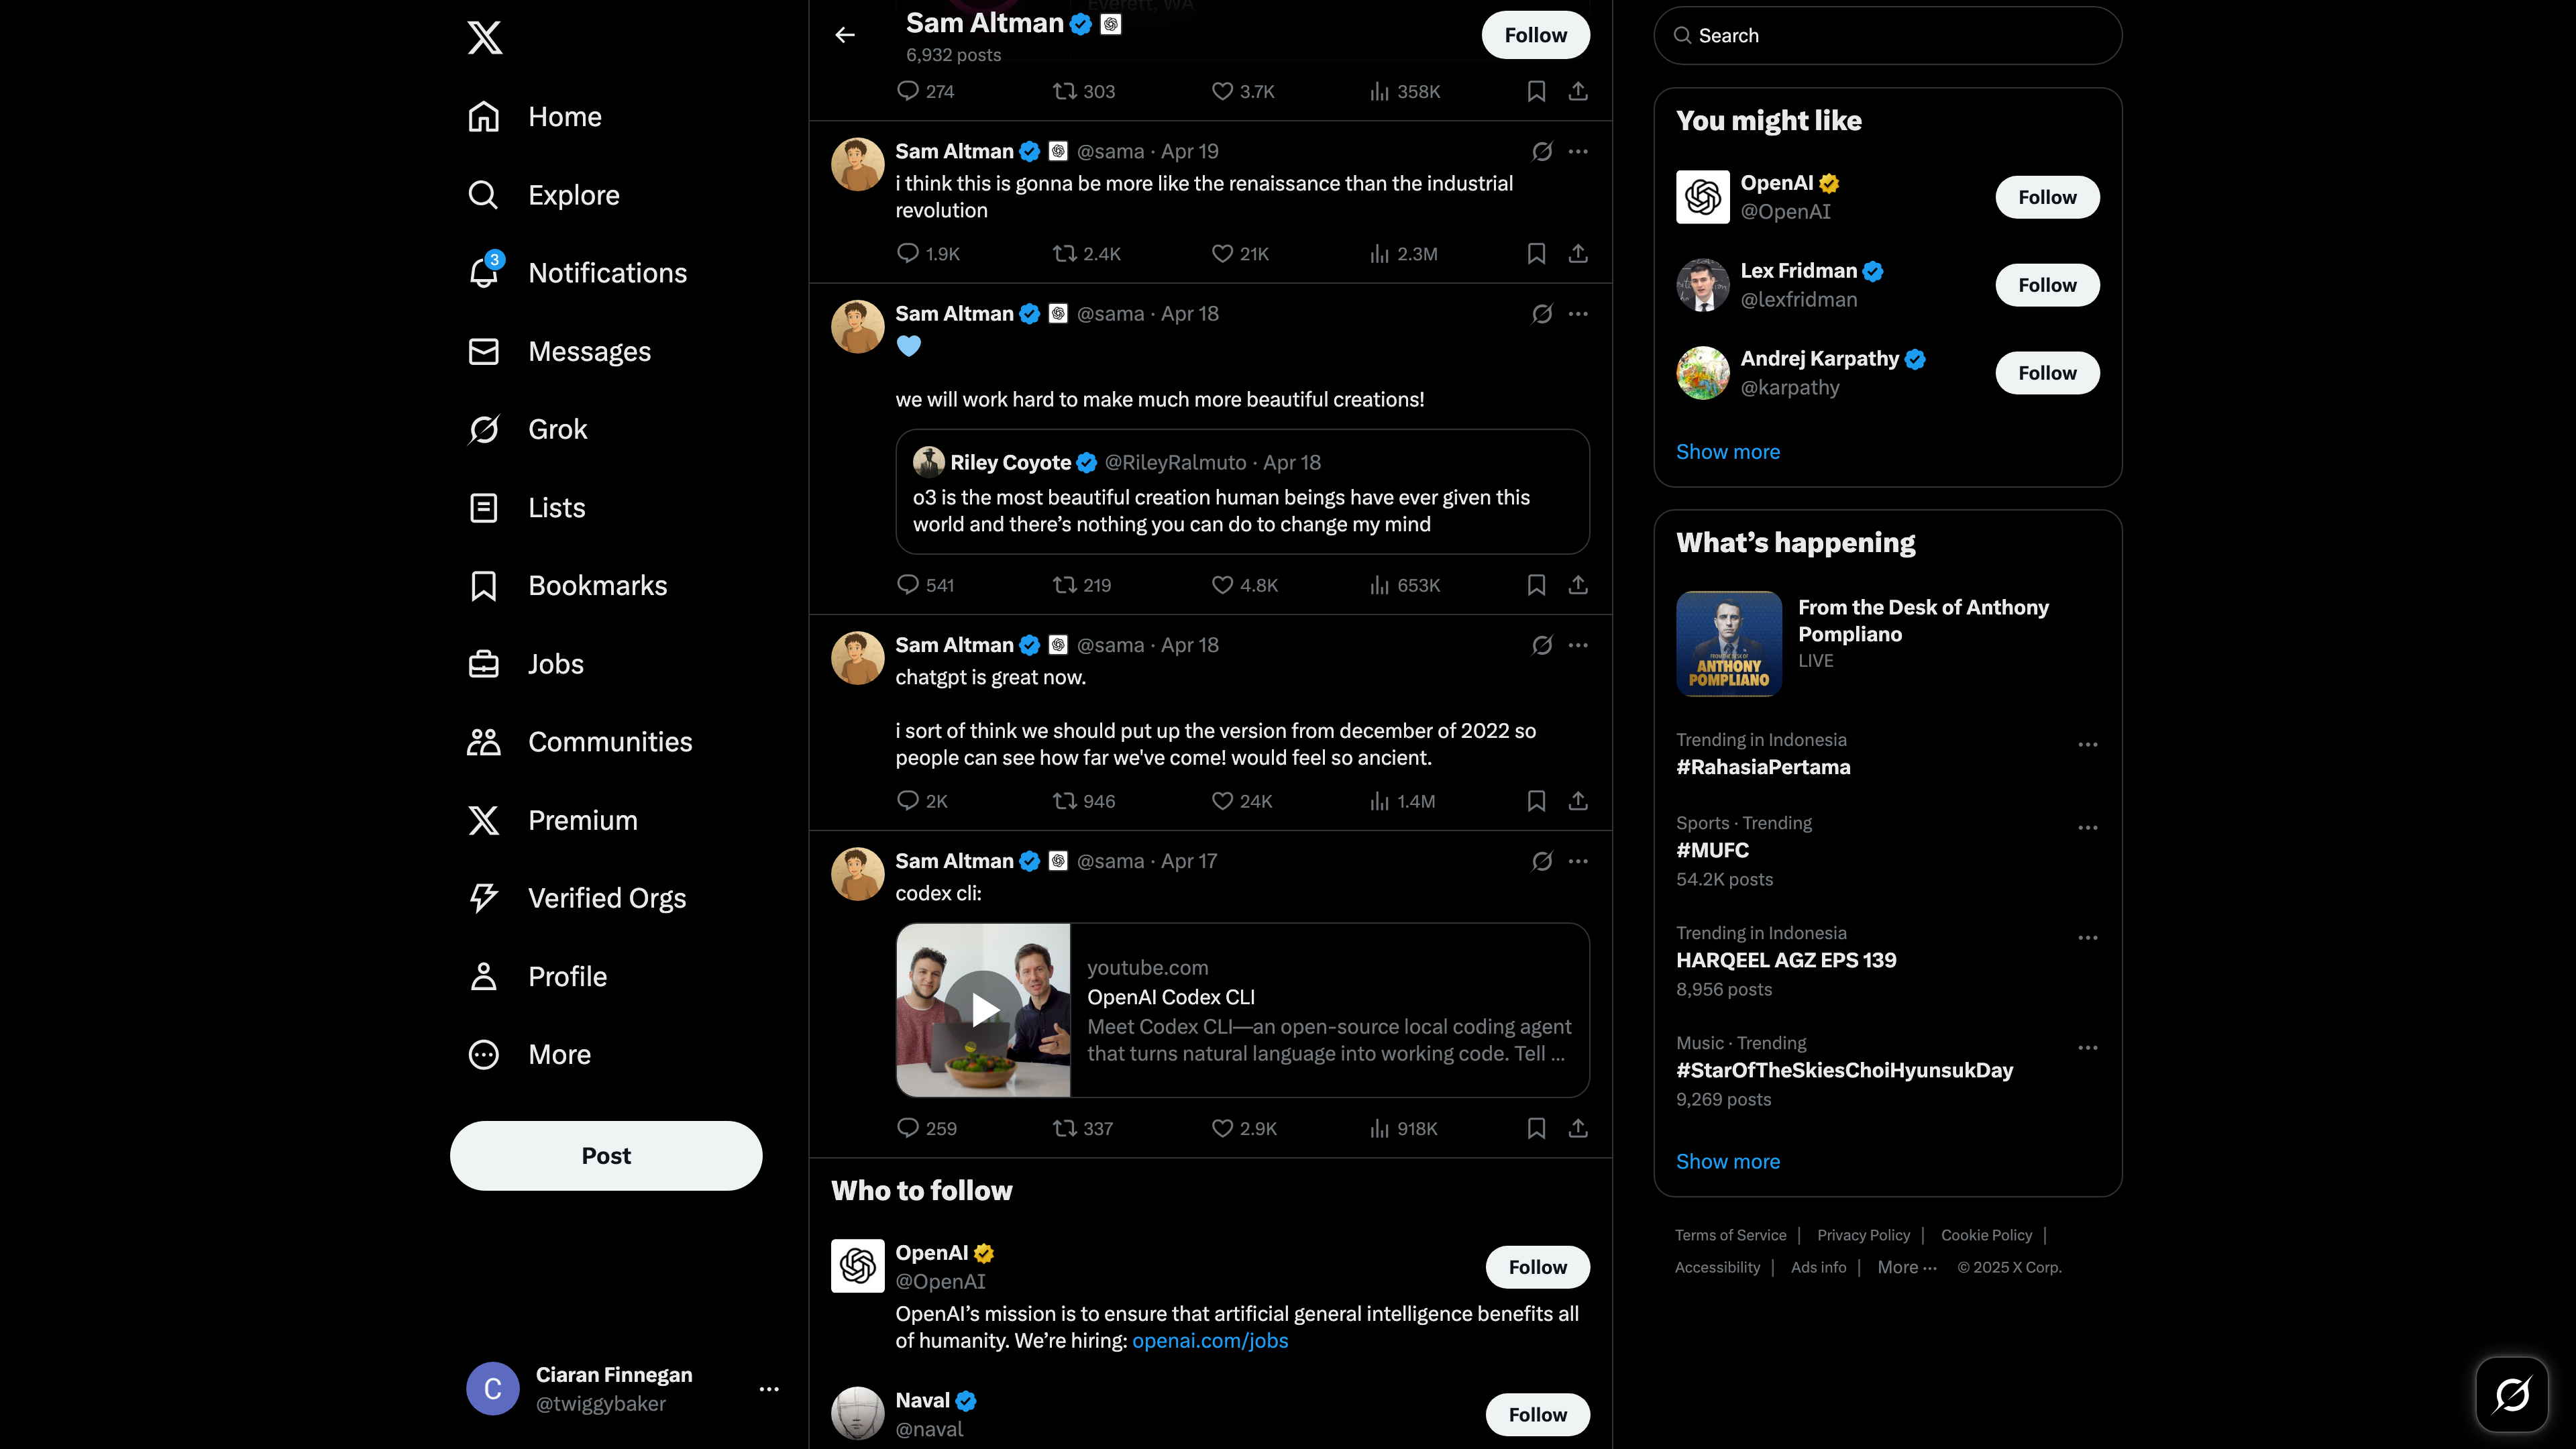 Home
Explore
3
Notifications
Messages
Grok
Lists
Bookmarks
Jobs
Communities
Premium
Verified Orgs
Profile
More
Post
C
Ciaran Finnegan
@twiggybaker
Everett, WA
Sam Altman
6,932 posts
Follow
274 303 3.7K 358K
Sam Altman @sama · Apr 19
i think this is gonna be more like the renaissance than the industrial
revolution
1.9K 2.4K 21K 2.3M
Sam Altman @sama · Apr 18
🩵
we will work hard to make much more beautiful creations!
Riley Coyote @RileyRalmuto · Apr 18
o3 is the most beautiful creation human beings have ever given this
world and there’s nothing you can do to change my mind
541 219 4.8K 653K
Sam Altman @sama · Apr 18
chatgpt is great now.
i sort of think we should put up the version from december of 2022 so
people can see how far we've come! would feel so ancient.
2K 946 24K 1.4M
Sam Altman @sama · Apr 17
codex cli:
youtube.com
OpenAI Codex CLI
Meet Codex CLI—an open-source local coding agent
that turns natural language into working code. Tell ...
259 337 2.9K 918K
Who to follow
OpenAI
@OpenAI
Follow
OpenAI’s mission is to ensure that artificial general intelligence benefits all
of humanity. We’re hiring: openai.com/jobs
Naval
@naval
Follow
Search
You might like
OpenAI
@OpenAI
Follow
Lex Fridman
@lexfridman
Follow
Andrej Karpathy
@karpathy
Follow
Show more
What’s happening
FROM THE DESK OF
ANTHONY
POMPLIANO
From the Desk of Anthony
Pompliano
LIVE
Trending in Indonesia
#RahasiaPertama
Sports · Trending
#MUFC
54.2K posts
Trending in Indonesia
HARQEEL AGZ EPS 139
8,956 posts
Music · Trending
#StarOfTheSkiesChoiHyunsukDay
9,269 posts
Show more
Terms of Service | Privacy Policy | Cookie Policy |
Accessibility | Ads info | More ··· © 2025 X Corp.